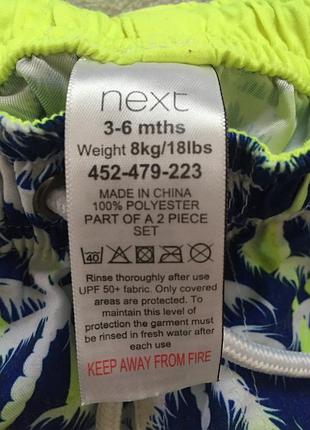 next
3-6 mths
Weight 8kg/18lbs
452-479-223
MADE IN CHINA
100% POLYESTER
PART OF A 2 PIECE
SET
40
Rinse thoroughly after use
UPF 50+ fabric. Only covered
areas are protected. To
maintain this level of
protection the garment must
be rinsed in fresh water after
each use
KEEP AWAY FROM FIRE